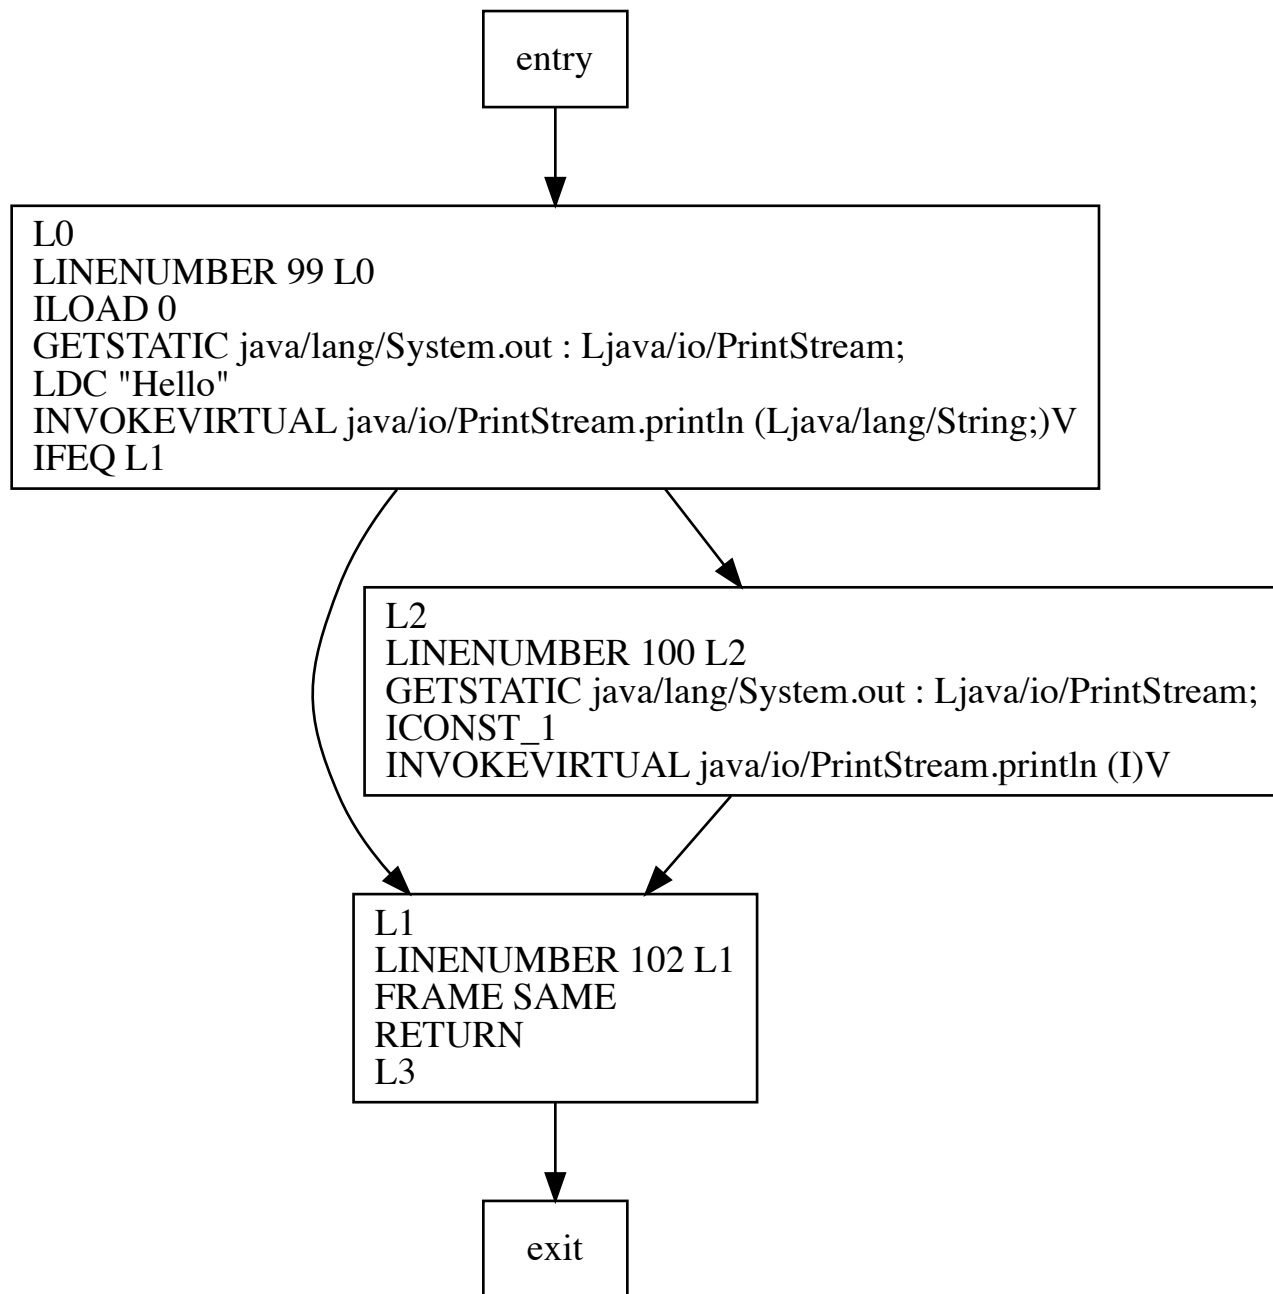 entry
L0
LINENUMBER 99 L0
ILOAD 0
GETSTATIC java/lang/System.out : Ljava/io/PrintStream;
LDC "Hello"
INVOKEVIRTUAL java/io/PrintStream.println (Ljava/lang/String;)V
IFEQ L1
L2
LINENUMBER 100 L2
GETSTATIC java/lang/System.out : Ljava/io/PrintStream;
ICONST_1
INVOKEVIRTUAL java/io/PrintStream.println (I)V
L1
LINENUMBER 102 L1
FRAME SAME
RETURN
L3
exit